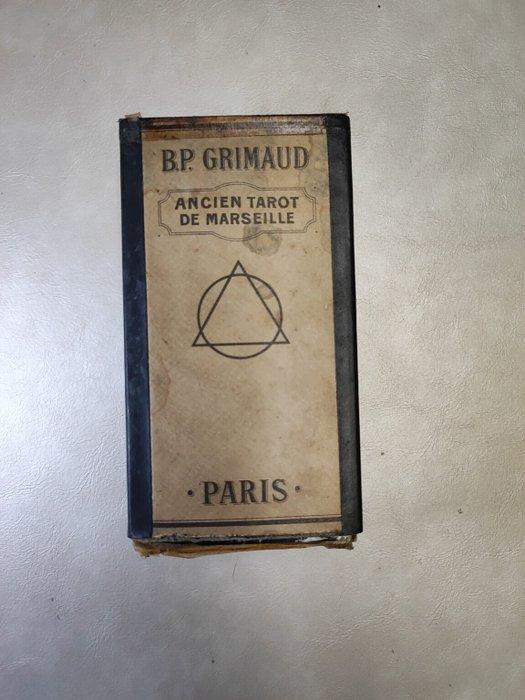 B.P. GRIMAUD
ANCIEN TAROT
DE MARSEILLE
· PARIS ·